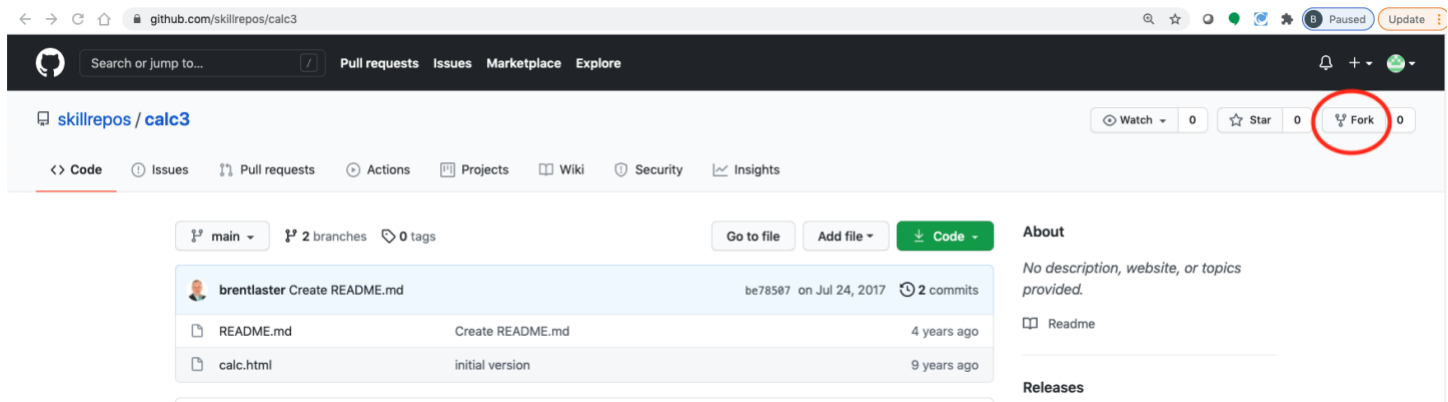 github.com/skillrepos/calc3 B Paused Update
Search or jump to... / Pull requests Issues Marketplace Explore
skillrepos / calc3 Watch 0 Star 0 Fork 0
Code Issues Pull requests Actions Projects Wiki Security Insights
main 2 branches 0 tags Go to file Add file Code About
No description, website, or topics
provided.
brentlaster Create README.md be78507 on Jul 24, 2017 2 commits
README.md Create README.md 4 years ago
Readme
calc.html initial version 9 years ago
Releases